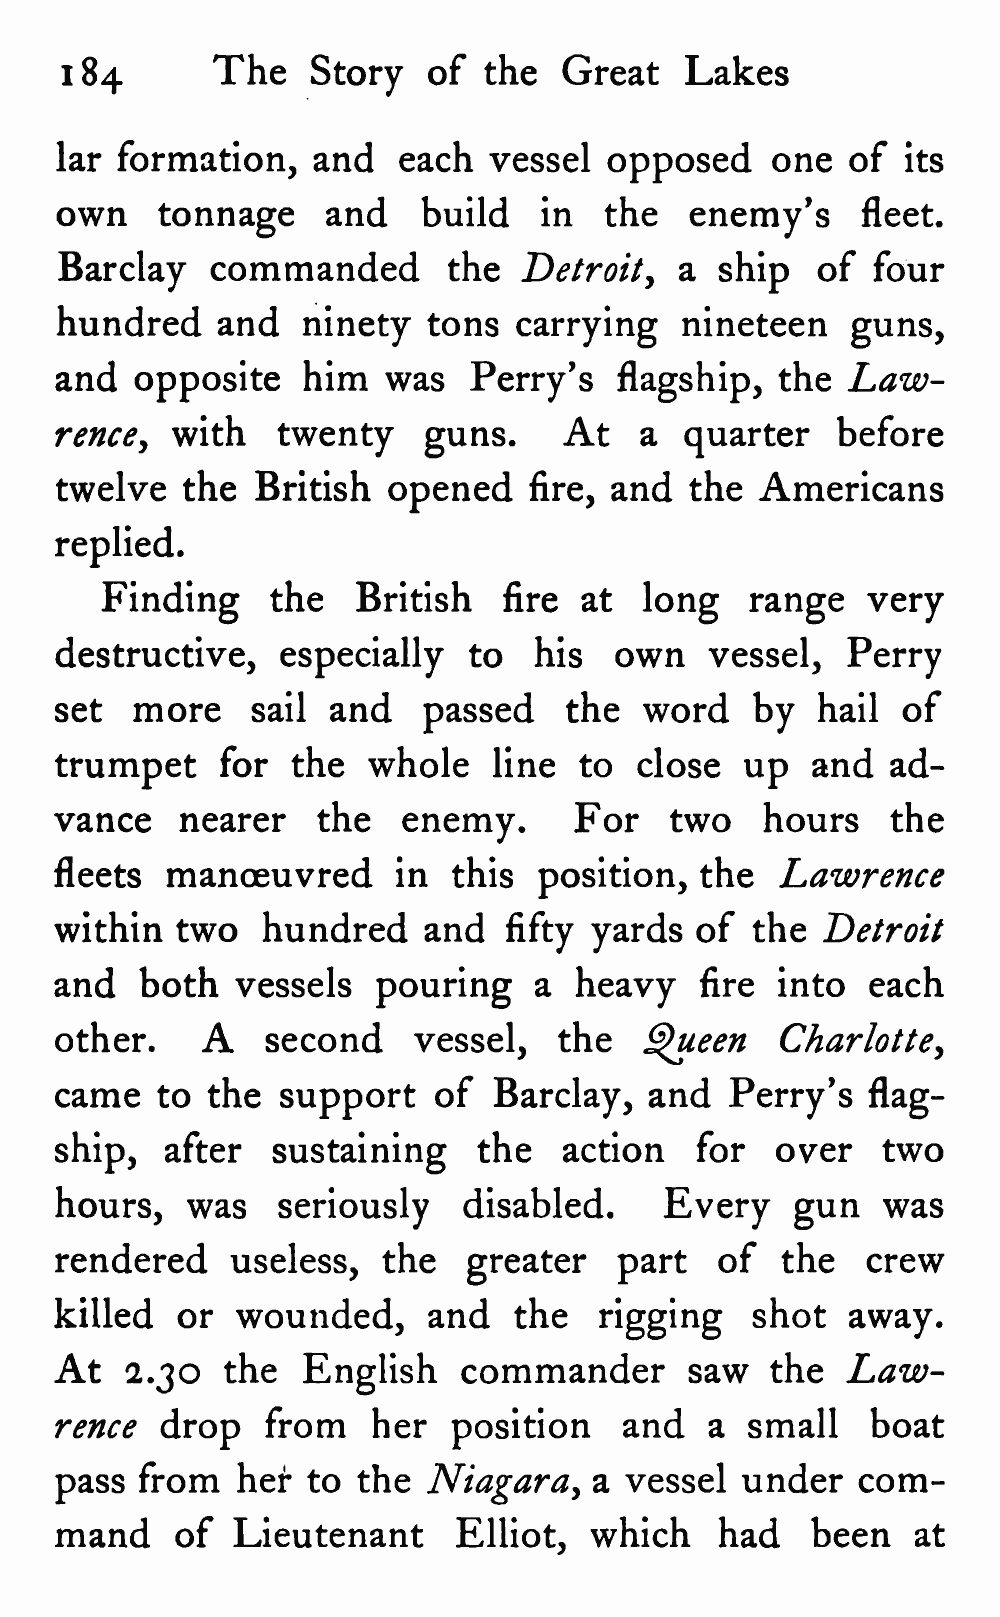 184 The Story of the Great Lakes
lar formation, and each vessel opposed one of its
own tonnage and build in the enemy's fleet.
Barclay commanded the Detroit, a ship of four
hundred and ninety tons carrying nineteen guns,
and opposite him was Perry's flagship, the Law-
rence, with twenty guns. At a quarter before
twelve the British opened fire, and the Americans
replied.
Finding the British fire at long range very
destructive, especially to his own vessel, Perry
set more sail and passed the word by hail of
trumpet for the whole line to close up and ad-
vance nearer the enemy. For two hours the
fleets manœuvred in this position, the Lawrence
within two hundred and fifty yards of the Detroit
and both vessels pouring a heavy fire into each
other. A second vessel, the Queen Charlotte,
came to the support of Barclay, and Perry's flag-
ship, after sustaining the action for over two
hours, was seriously disabled. Every gun was
rendered useless, the greater part of the crew
killed or wounded, and the rigging shot away.
At 2.30 the English commander saw the Law-
rence drop from her position and a small boat
pass from her to the Niagara, a vessel under com-
mand of Lieutenant Elliot, which had been at